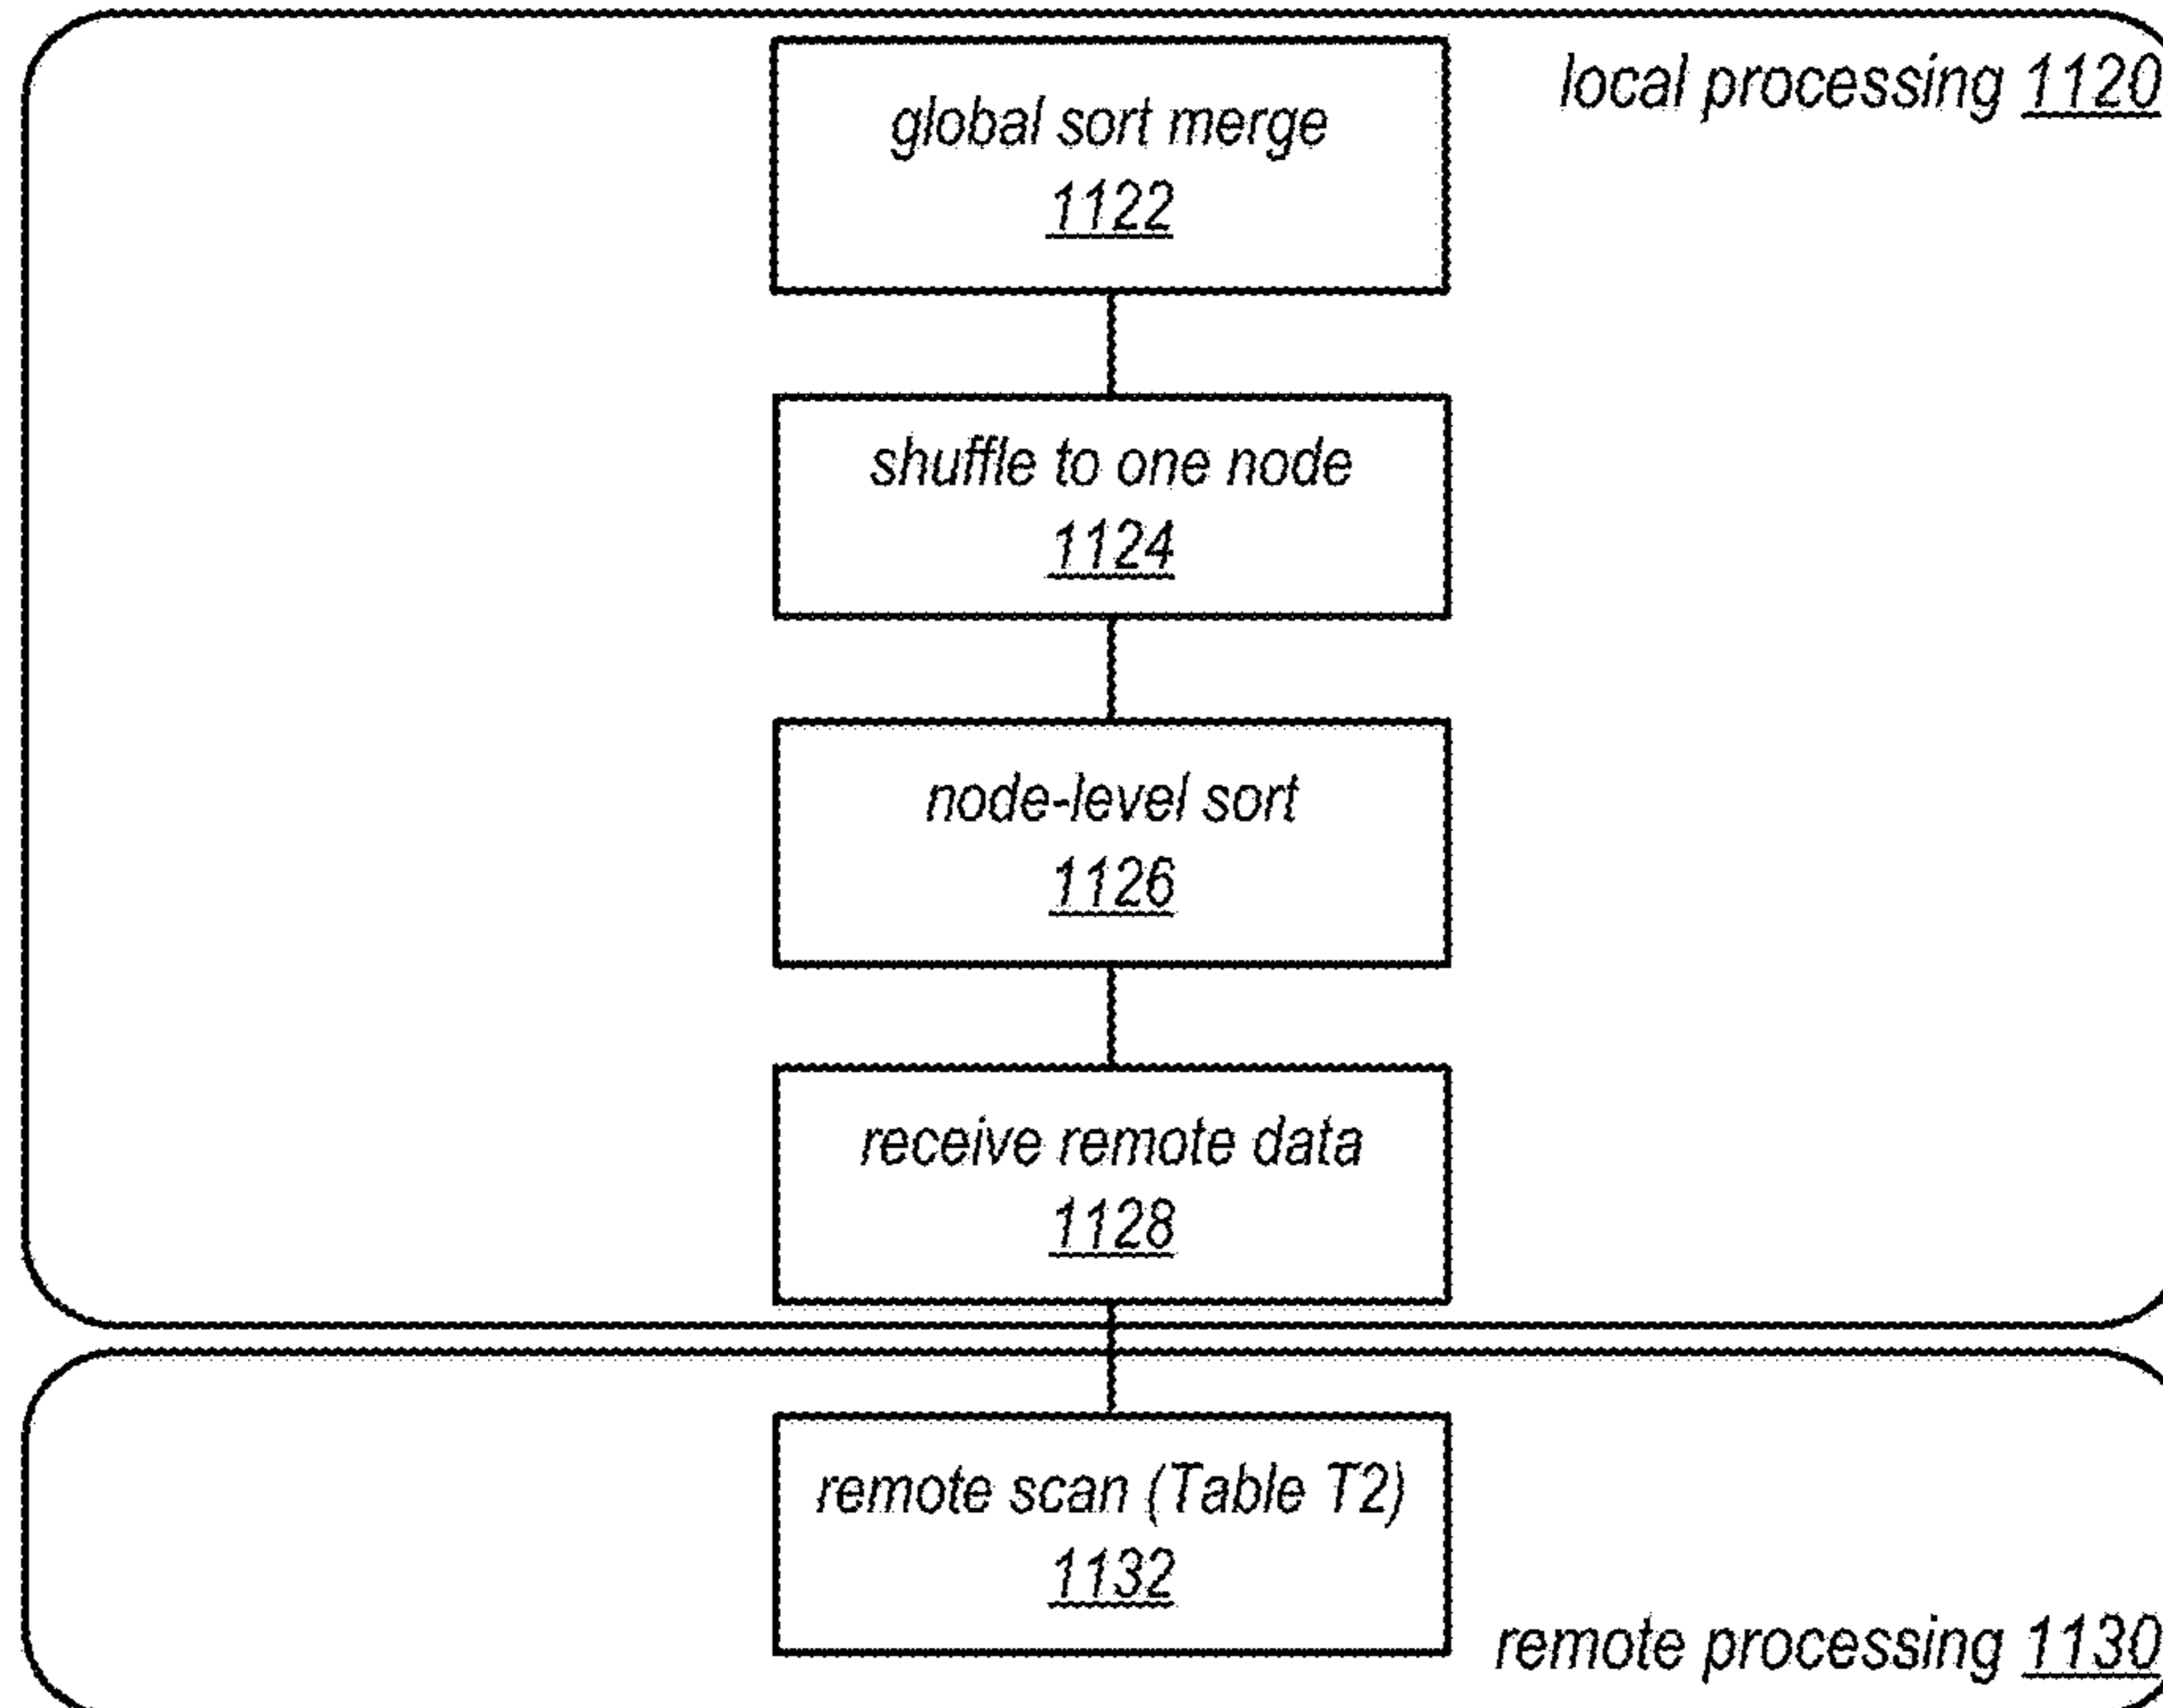 local processing 1120
global sort merge
1122
shuffle to one node
1124
node-level sort
1126
receive remote data
1128
remote scan (Table T2)
1132
remote processing 1130